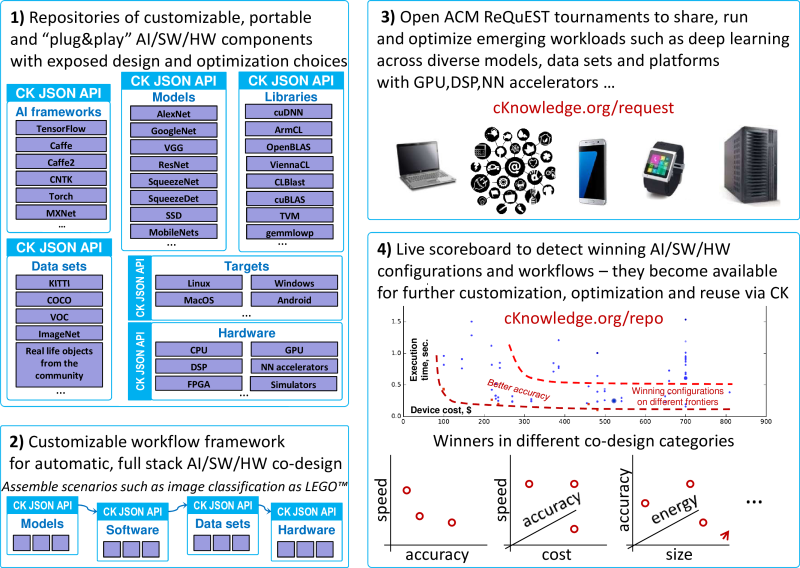 1) Repositories of customizable, portable
and “plug&play” AI/SW/HW components
with exposed design and optimization choices
CK JSON API
AI frameworks
TensorFlow
Caffe
Caffe2
CNTK
Torch
MXNet
...
CK JSON API
Models
AlexNet
GoogleNet
VGG
ResNet
SqueezeNet
SqueezeDet
SSD
MobileNets
...
CK JSON API
Libraries
cuDNN
ArmCL
OpenBLAS
ViennaCL
CLBlast
cuBLAS
TVM
gemmlowp
...
CK JSON API
Data sets
KITTI
COCO
VOC
ImageNet
Real life objects
from the
community
...
CK JSON API
Targets
Linux
Windows
MacOS
Android
...
CK JSON API
Hardware
CPU
GPU
DSP
NN accelerators
FPGA
Simulators
...
2) Customizable workflow framework
for automatic, full stack AI/SW/HW co-design
Assemble scenarios such as image classification as LEGO™
CK JSON API
Models
CK JSON API
Software
CK JSON API
Data sets
CK JSON API
Hardware
3) Open ACM ReQuEST tournaments to share, run
and optimize emerging workloads such as deep learning
across diverse models, data sets and platforms
with GPU,DSP,NN accelerators ...
cKnowledge.org/request
@
4) Live scoreboard to detect winning AI/SW/HW
configurations and workflows – they become available
for further customization, optimization and reuse via CK
cKnowledge.org/repo
Execution
time, sec.
1.5
1.0
0.5
0.0
Better accuracy
Winning configurations
on different frontiers
Device cost, $
0
100
200
300
400
500
600
700
800
900
Winners in different co-design categories
speed
accuracy
speed
accuracy
cost
accuracy
energy
size
...